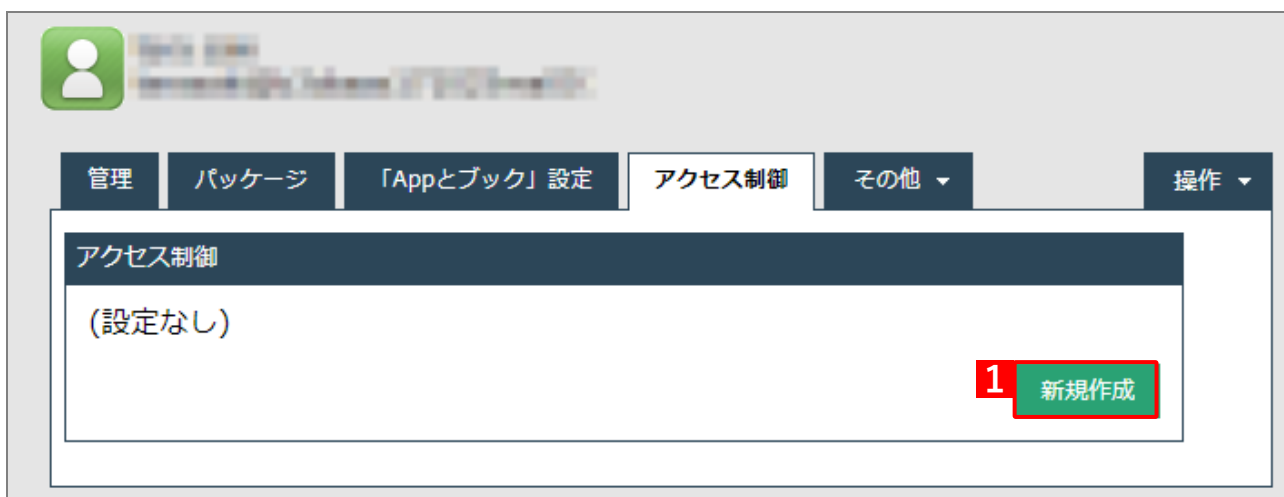 管理 パッケージ 「Appとブック」設定 アクセス制御 その他 操作
アクセス制御
(設定なし)
1 新規作成